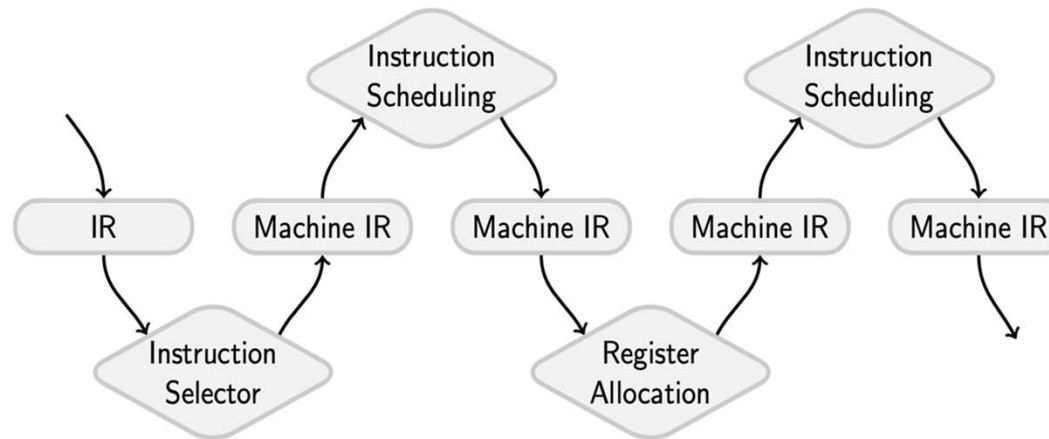 Instruction
Scheduling
Instruction
Scheduling
IR
Machine IR
Machine IR
Machine IR
Machine IR
Instruction
Selector
Register
Allocation